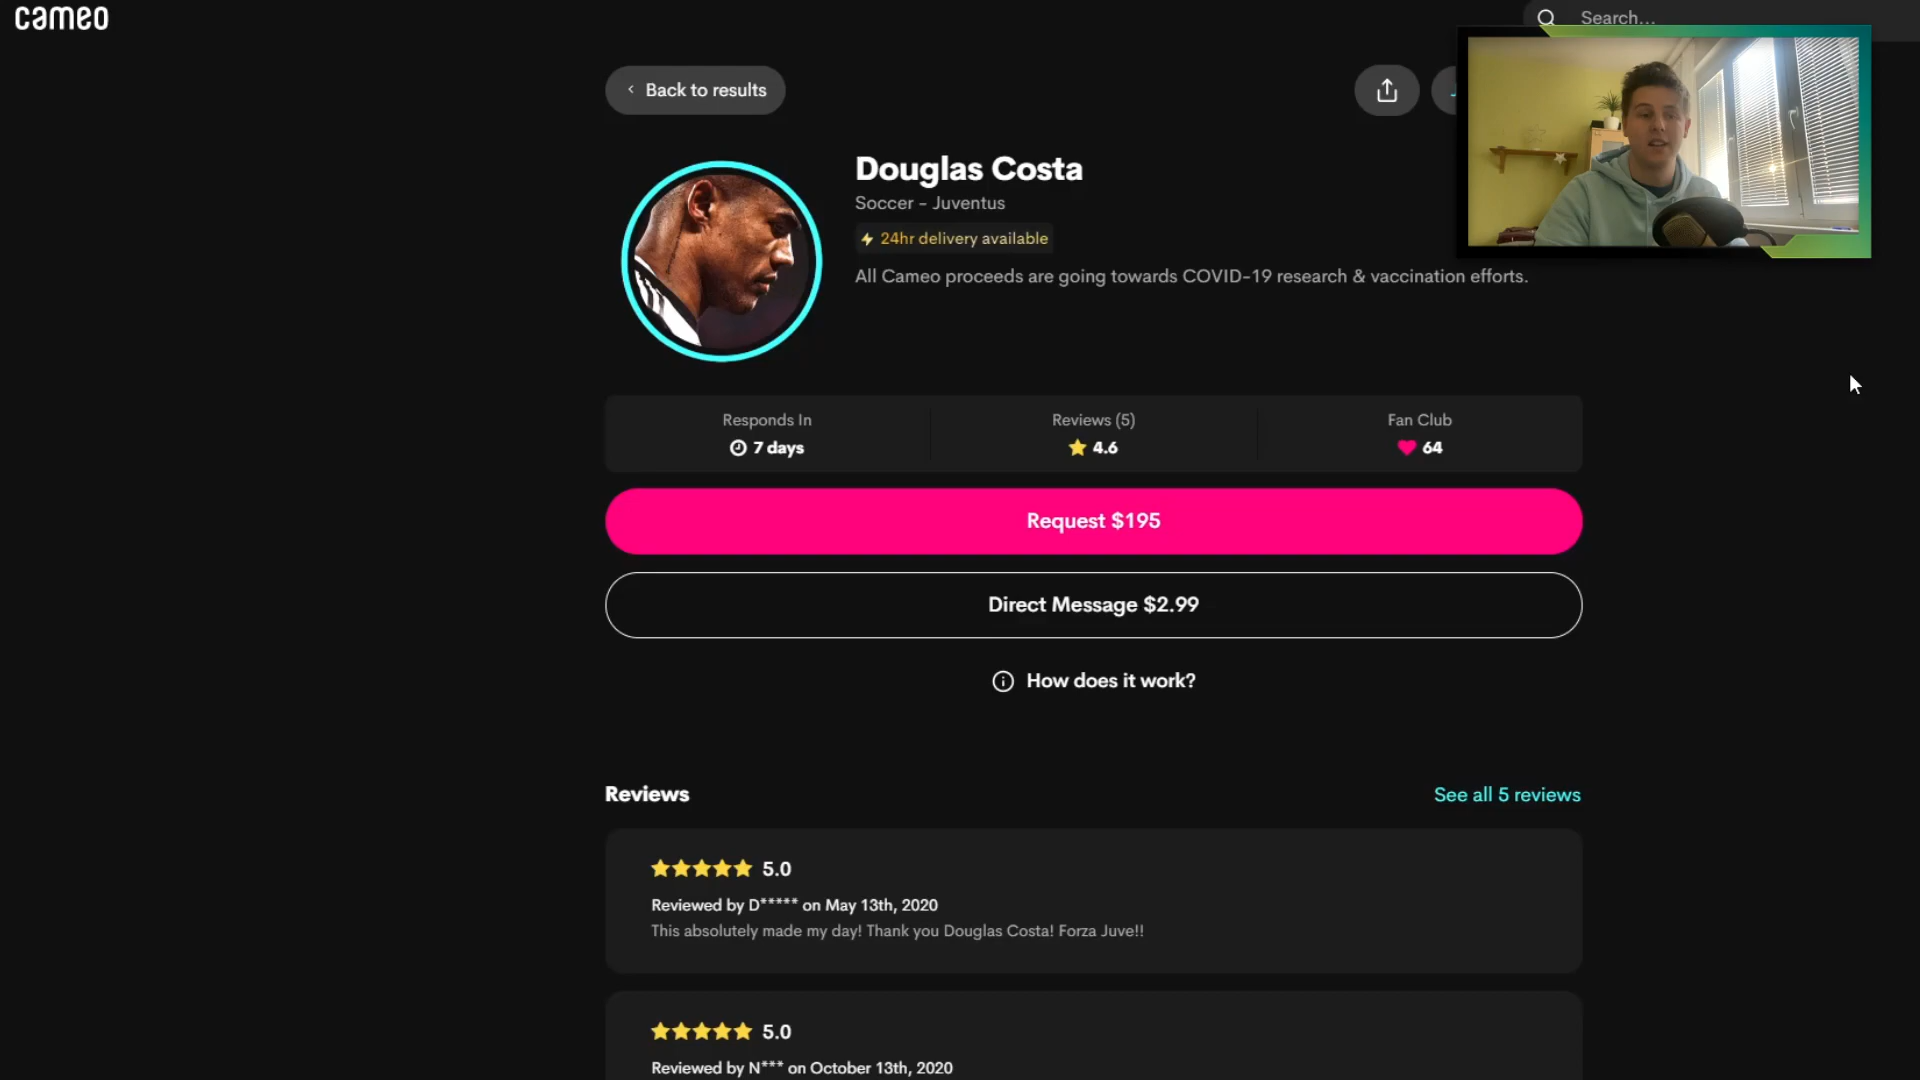 cameo
Search...
Back to results
Douglas Costa
Soccer - Juventus
24hr delivery available
All Cameo proceeds are going towards COVID-19 research & vaccination efforts.
Responds In
7 days
Reviews (5)
4.6
Fan Club
64
Request $195
Direct Message $2.99
How does it work?
Reviews
See all 5 reviews
5.0
Reviewed by D***** on May 13th, 2020
This absolutely made my day! Thank you Douglas Costa! Forza Juve!!
5.0
Reviewed by N*** on October 13th, 2020